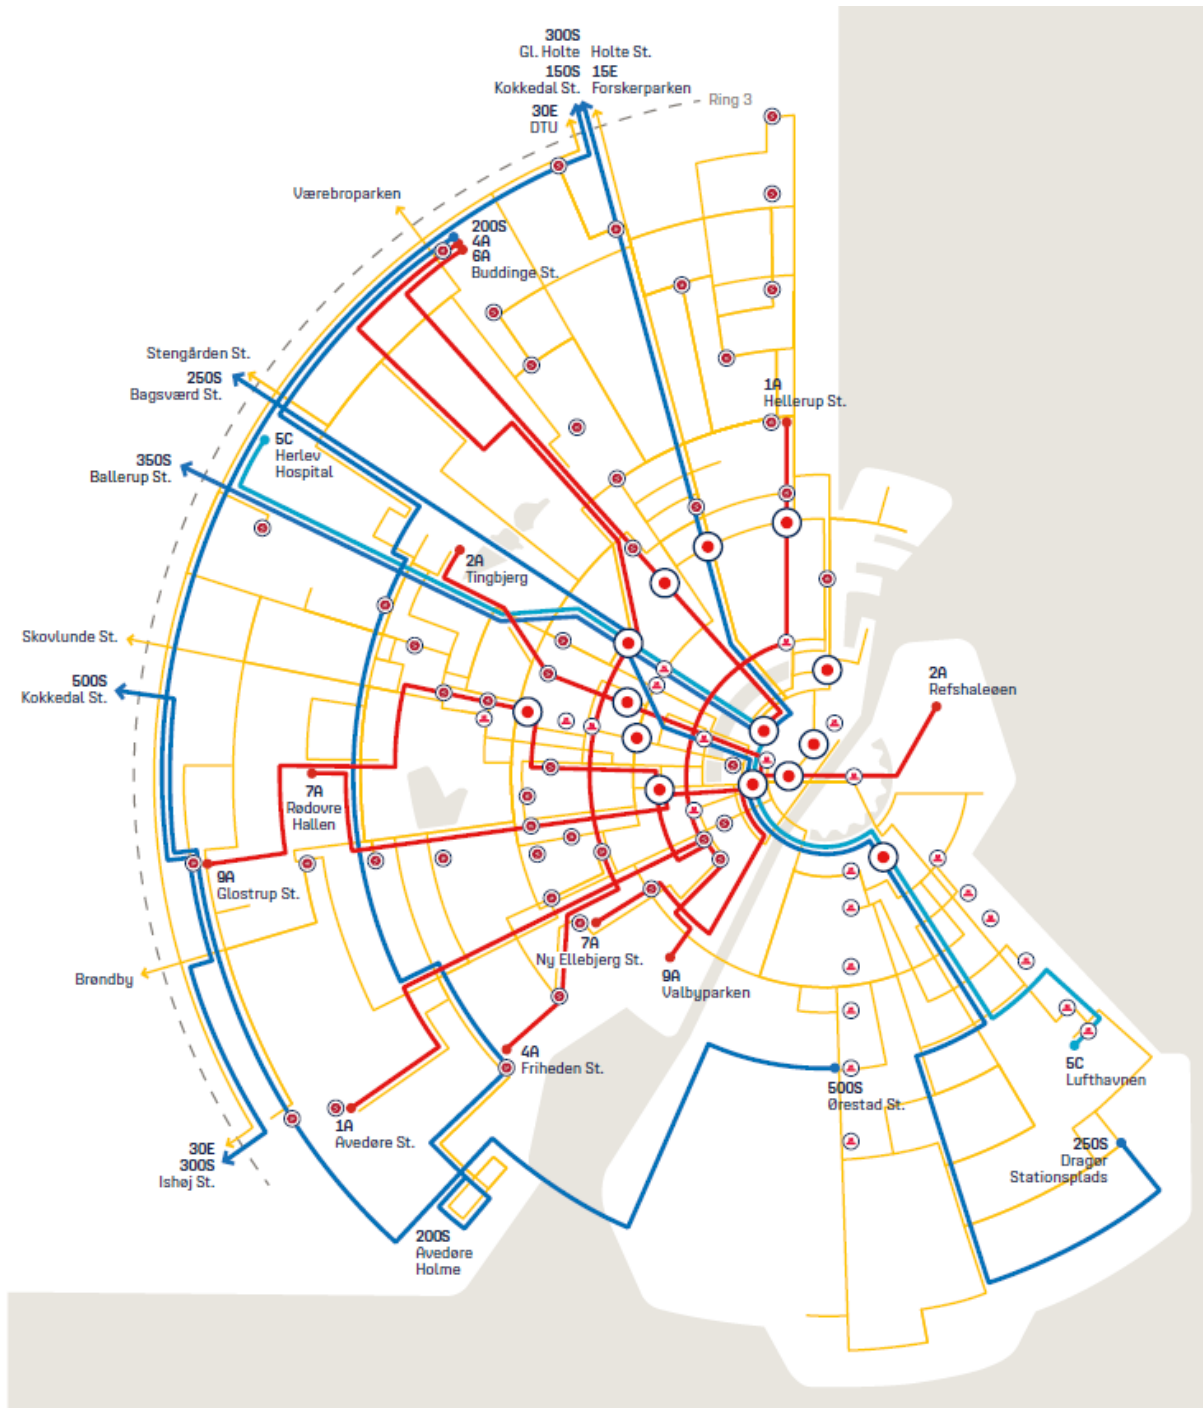 300S
Gl. Holte
Holte St.
150S
15E
Kokkedal St.
Forskerparken
30E
DTU
Ring 3
Værebroparken
200S
4A
6A
Buddinge St.
Stengården St.
250S
Bagsværd St.
1A
Hellerup St.
5C
Herlev
Hospital
350S
Ballerup St.
2A
Tingbjerg
Skovlunde St.
500S
Kokkedal St.
2A
Refshaleøen
7A
Rødovre
Hallen
9A
Glostrup St.
7A
Ny Ellebjerg St.
Brøndby
9A
Valbyparken
4A
Friheden St.
5C
Lufthavnen
500S
Ørestad St.
1A
Avedøre St.
30E
300S
Ishøj St.
250S
Dragør
Stationsplads
200S
Avedøre
Holme